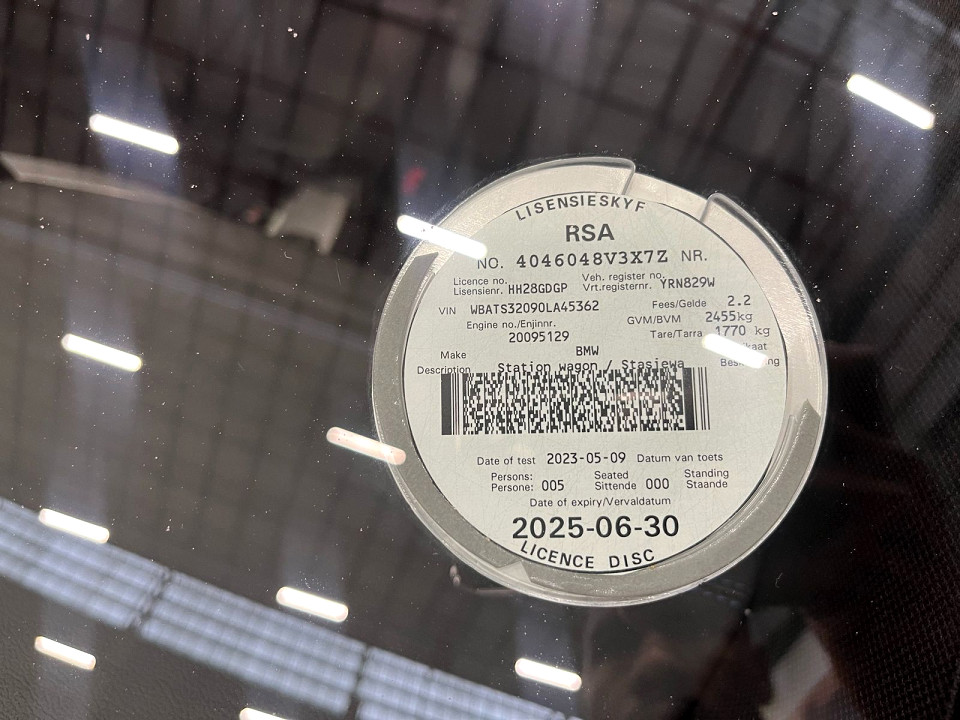 LISENSIESKYF
RSA
NO. 4046048V3X7Z NR.
Licence no. Veh. register no.
Lisensienr. HH28GDGP Vrt.registernr. YRN829W
VIN WBATS32090LA45362 Fees/Gelde 2.2
Engine no./Enjinnr. GVM/BVM 2455kg
20095129 Tare/Tarra 1770 kg
Make BMW
Description Station wagon / Stasiewa
Date of test 2023-05-09 Datum van toets
Persons: Seated Standing
Persone: 005 Sittende 000 Staande
Date of expiry/Vervaldatum
2025-06-30
LICENCE DISC